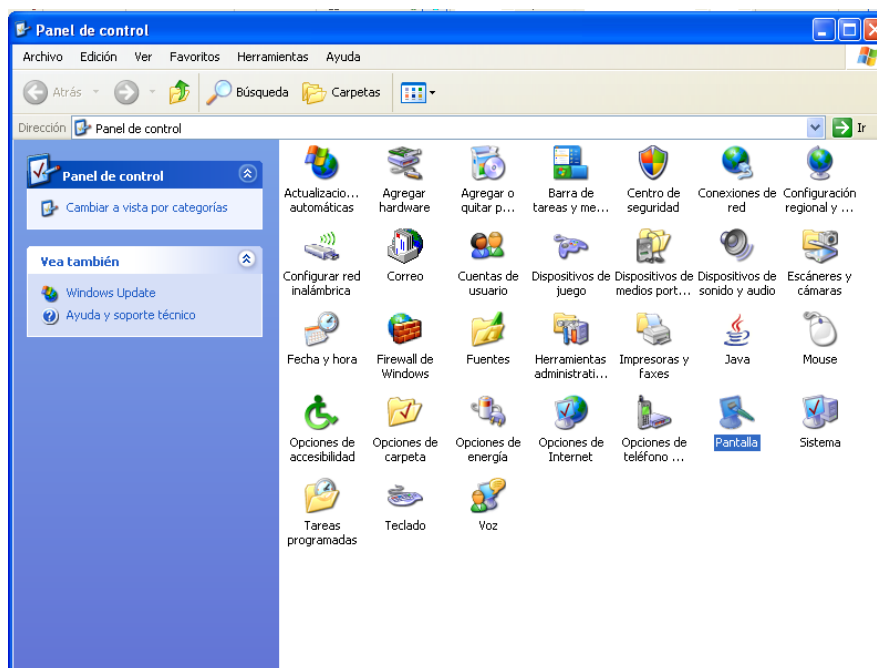 Panel de control
Archivo Edición Ver Favoritos Herramientas Ayuda
Atrás Búsqueda Carpetas
Dirección Panel de control Ir
Panel de control
Cambiar a vista por categorías
Vea también
Windows Update
Ayuda y soporte técnico
Actualizacio... Agregar Agregar o Barra de Centro de Conexiones de Configuración
automáticas hardware quitar p... tareas y me... seguridad red regional y ...
Configurar red Correo Cuentas de Dispositivos de Dispositivos de Dispositivos de Escáneres y
inalámbrica usuario juego medios port... sonido y audio cámaras
Fecha y hora Firewall de Fuentes Herramientas Impresoras y Java Mouse
Windows administrati... faxes
Opciones de Opciones de Opciones de Opciones de Opciones de Pantalla Sistema
accesibilidad carpeta energía Internet teléfono ...
Tareas Teclado Voz
programadas